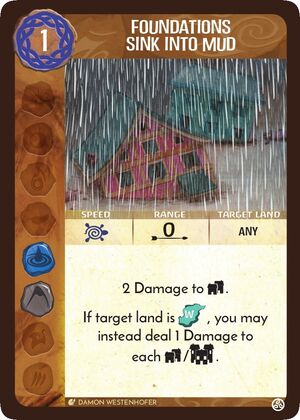 1
FOUNDATIONS
SINK INTO MUD
SPEED
RANGE
TARGET LAND
0
ANY
2 Damage to .
If target land is W , you may
instead deal 1 Damage to
each / .
DAMON WESTENHOFER